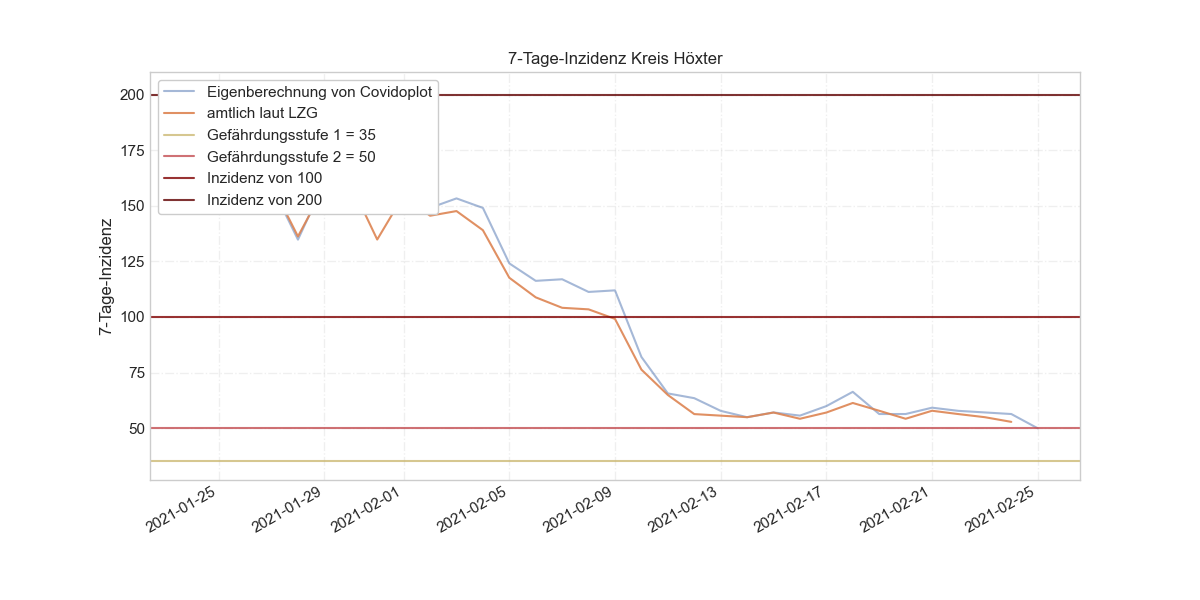 7-Tage-Inzidenz Kreis Höxter
Eigenberechnung von Covidoplot
amtlich laut LZG
Gefährdungsstufe 1 = 35
Gefährdungsstufe 2 = 50
Inzidenz von 100
Inzidenz von 200
7-Tage-Inzidenz
200
175
150
125
100
75
50
2021-01-25
2021-01-29
2021-02-01
2021-02-05
2021-02-09
2021-02-13
2021-02-17
2021-02-21
2021-02-25